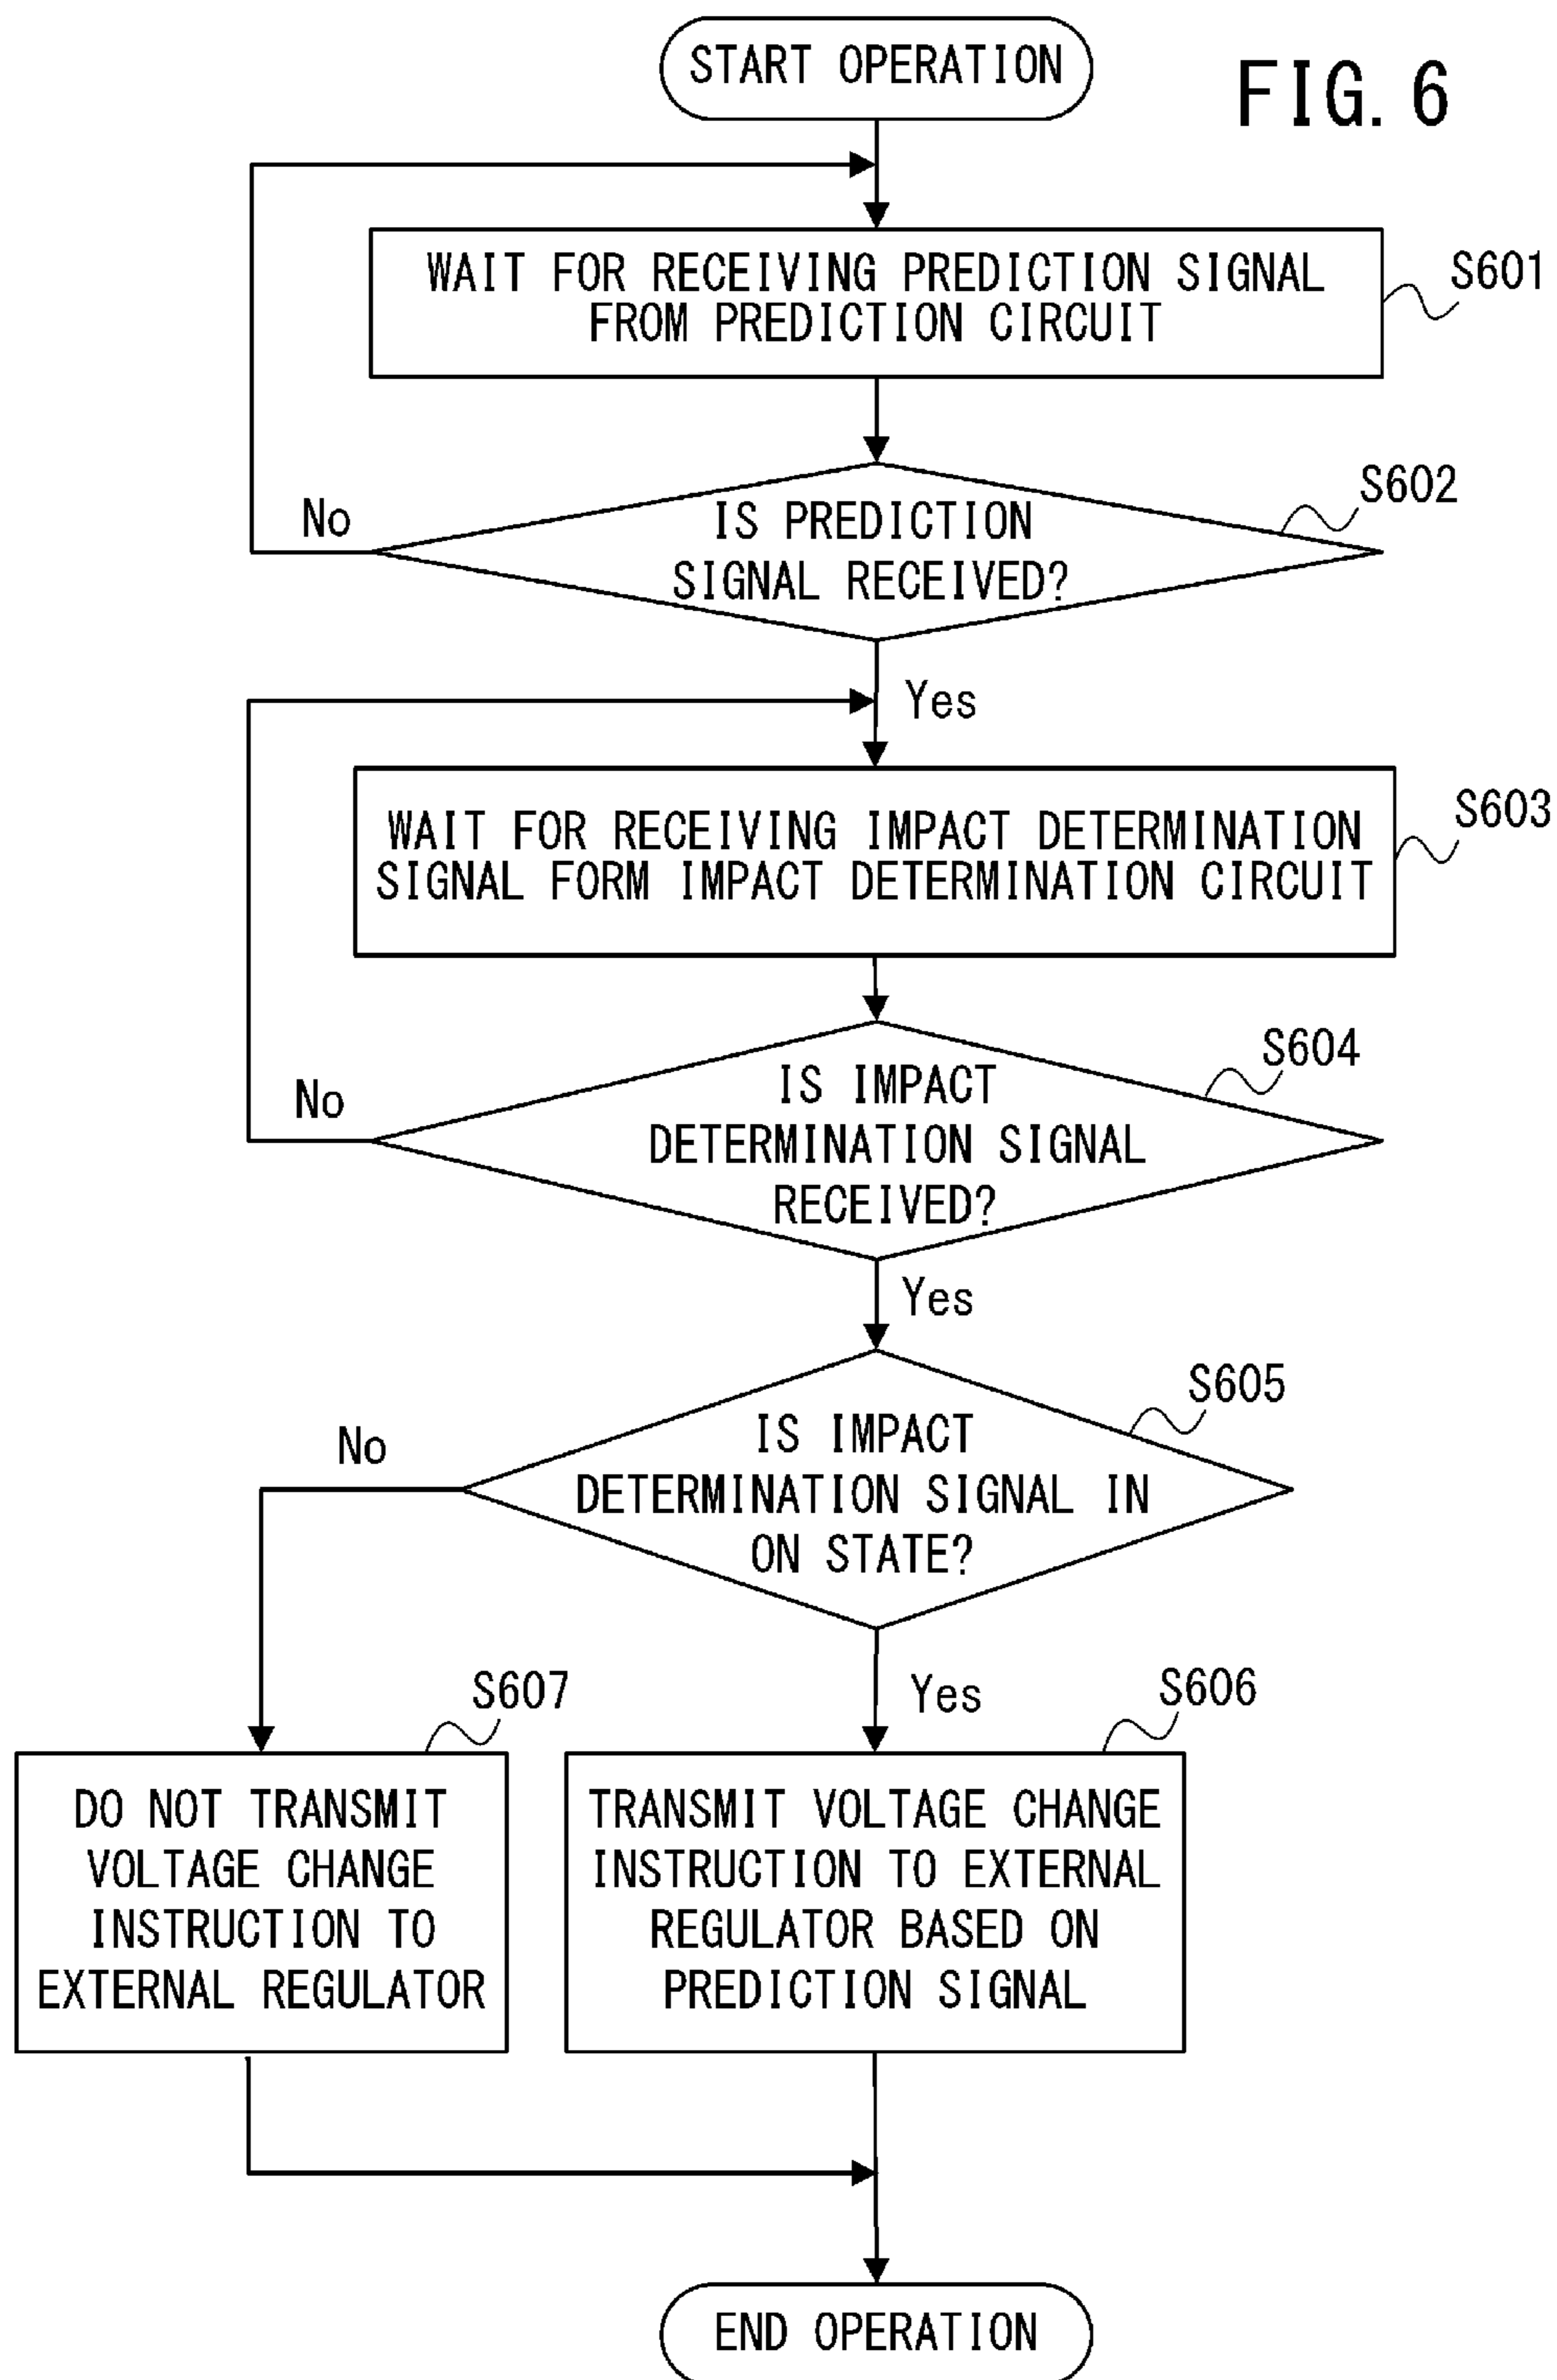 START OPERATION
FIG. 6
WAIT FOR RECEIVING PREDICTION SIGNAL
FROM PREDICTION CIRCUIT
S601
S602
No
IS PREDICTION
SIGNAL RECEIVED?
Yes
WAIT FOR RECEIVING IMPACT DETERMINATION
SIGNAL FORM IMPACT DETERMINATION CIRCUIT
S603
S604
No
IS IMPACT
DETERMINATION SIGNAL
RECEIVED?
Yes
S605
No
IS IMPACT
DETERMINATION SIGNAL IN
ON STATE?
Yes
S607
DO NOT TRANSMIT
VOLTAGE CHANGE
INSTRUCTION TO
EXTERNAL REGULATOR
S606
TRANSMIT VOLTAGE CHANGE
INSTRUCTION TO EXTERNAL
REGULATOR BASED ON
PREDICTION SIGNAL
END OPERATION